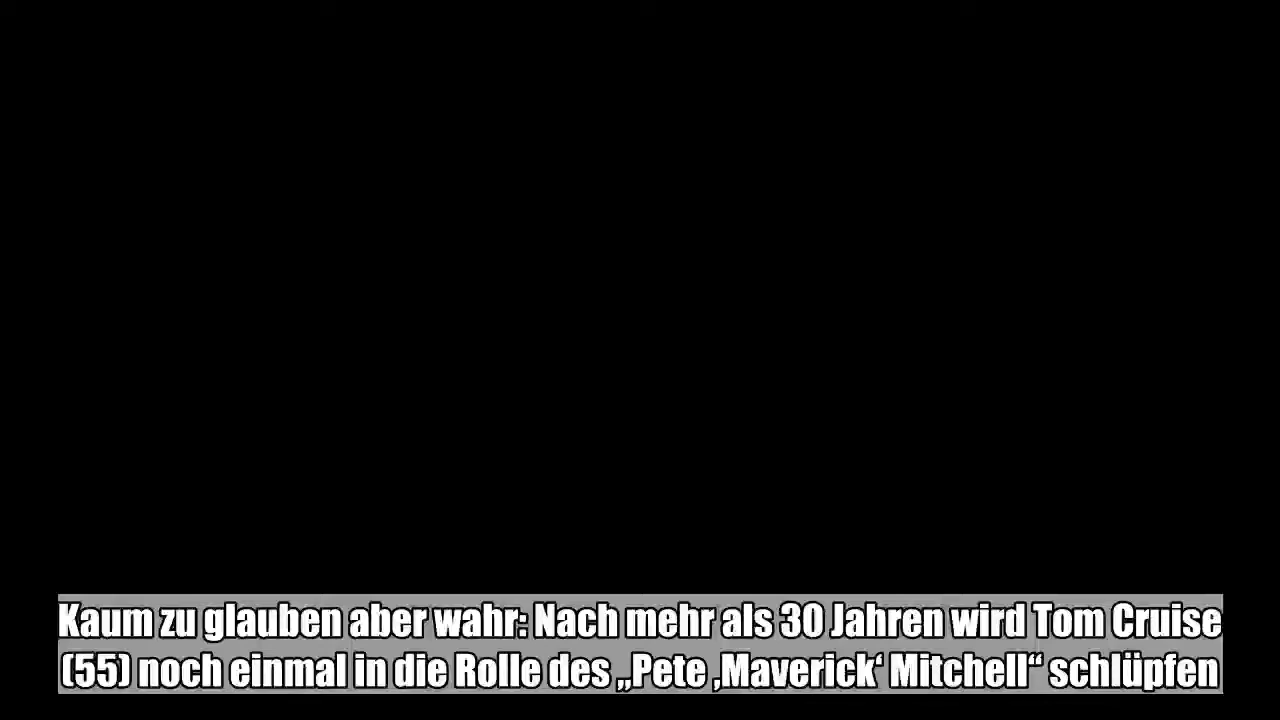 Kaum zu glauben aber wahr: Nach mehr als 30 Jahren wird Tom Cruise
(55) noch einmal in die Rolle des „Pete ‚Maverick‘ Mitchell“ schlüpfen